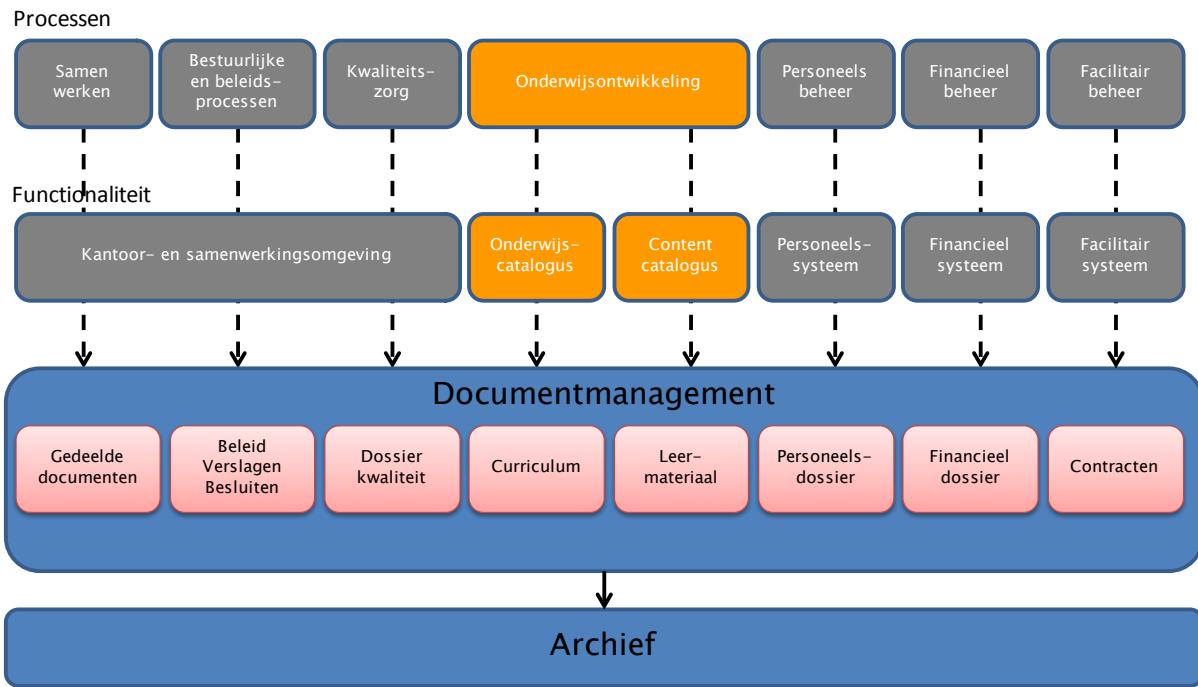 Processen
Samen
werken
Bestuurlijke
en beleids-
processen
Kwaliteits-
zorg
Onderwijsontwikkeling
Personeels
beheer
Financieel
beheer
Facilitair
beheer
Functionaliteit
Kantoor- en samenwerkingsomgeving
Onderwijs-
catalogus
Content
catalogus
Personeels-
systeem
Financieel
systeem
Facilitair
systeem
Documentmanagement
Gedeelde
documenten
Beleid
Verslagen
Besluiten
Dossier
kwaliteit
Curriculum
Leer-
materiaal
Personeels-
dossier
Financieel
dossier
Contracten
Archief